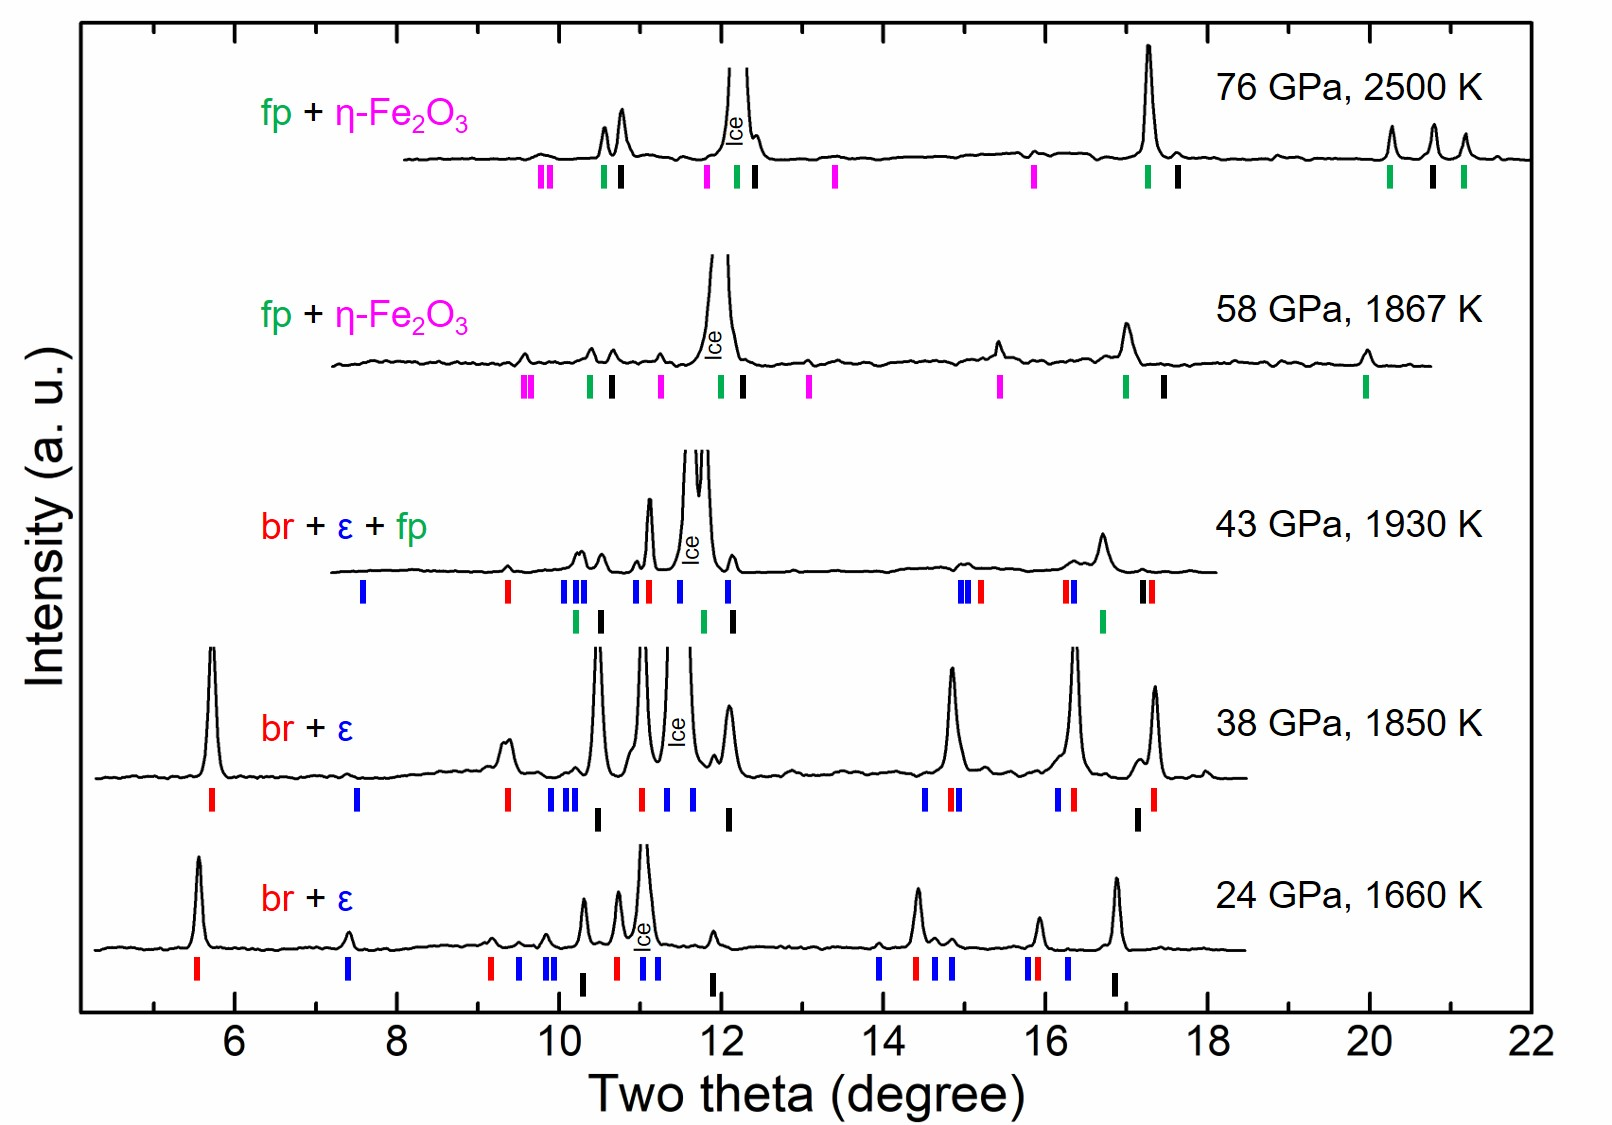 76 GPa, 2500 K
fp + η-Fe₂O₃
Ice
58 GPa, 1867 K
fp + η-Fe₂O₃
Ice
43 GPa, 1930 K
br + ε + fp
Ice
38 GPa, 1850 K
br + ε
Ice
24 GPa, 1660 K
br + ε
Ice
Intensity (a. u.)
6 8 10 12 14 16 18 20 22
Two theta (degree)